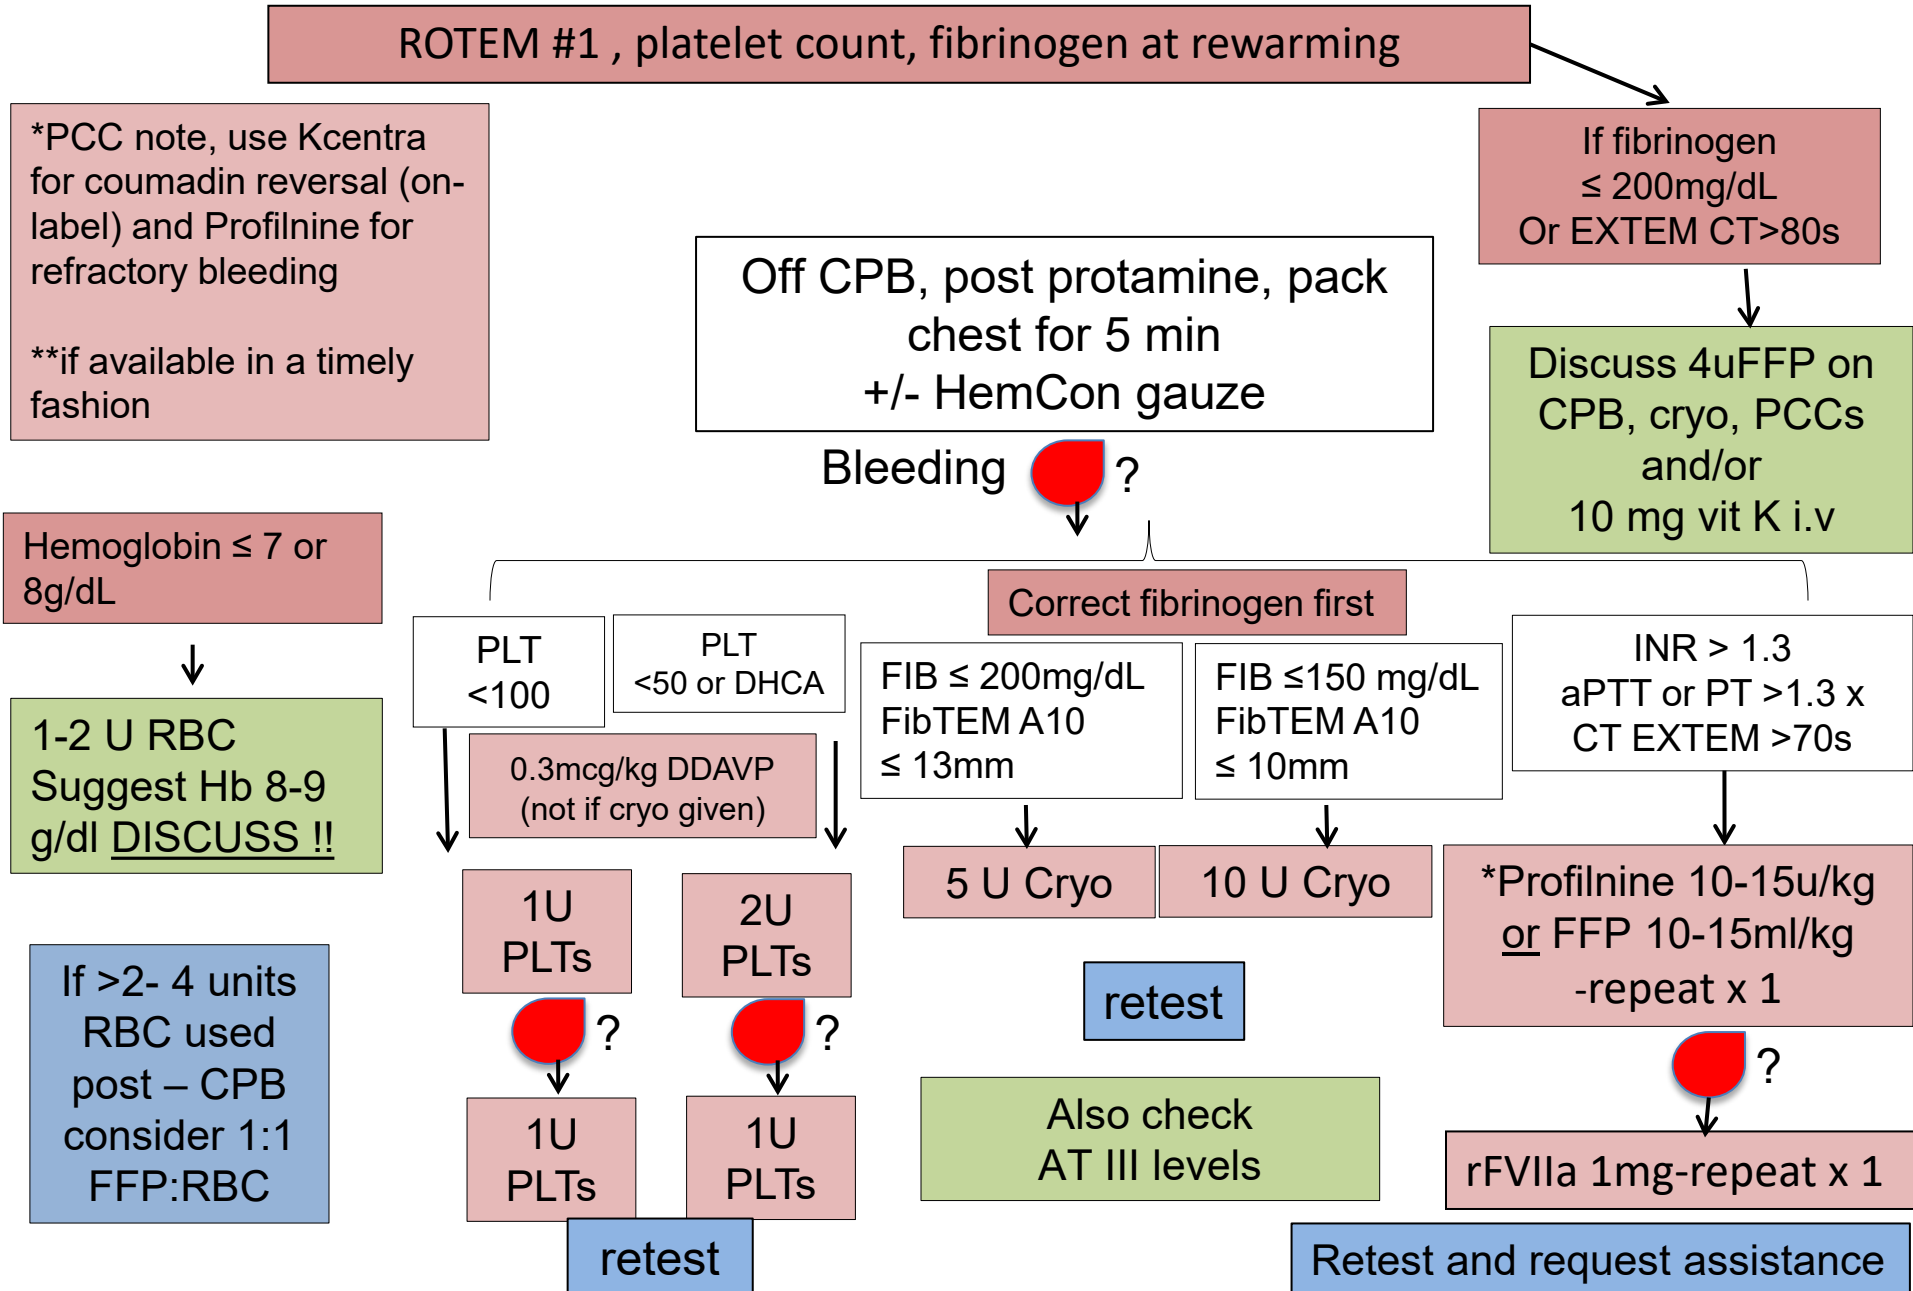 ROTEM #1 , platelet count, fibrinogen at rewarming
*PCC note, use Kcentra
for coumadin reversal (on-
label) and Profilnine for
refractory bleeding
**if available in a timely
fashion
If fibrinogen
≤ 200mg/dL
Or EXTEM CT>80s
Off CPB, post protamine, pack
chest for 5 min
+/- HemCon gauze
Discuss 4uFFP on
CPB, cryo, PCCs
and/or
10 mg vit K i.v
Bleeding ?
Hemoglobin ≤ 7 or
8g/dL
1-2 U RBC
Suggest Hb 8-9
g/dl DISCUSS !!
If >2- 4 units
RBC used
post – CPB
consider 1:1
FFP:RBC
Correct fibrinogen first
PLT
<100
PLT
<50 or DHCA
0.3mcg/kg DDAVP
(not if cryo given)
FIB ≤ 200mg/dL
FibTEM A10
≤ 13mm
FIB ≤150 mg/dL
FibTEM A10
≤ 10mm
INR > 1.3
aPTT or PT >1.3 x
CT EXTEM >70s
1U
PLTs
?
1U
PLTs
2U
PLTs
?
1U
PLTs
retest
5 U Cryo
10 U Cryo
retest
Also check
AT III levels
*Profilnine 10-15u/kg
or FFP 10-15ml/kg
-repeat x 1
?
rFVIIa 1mg-repeat x 1
Retest and request assistance